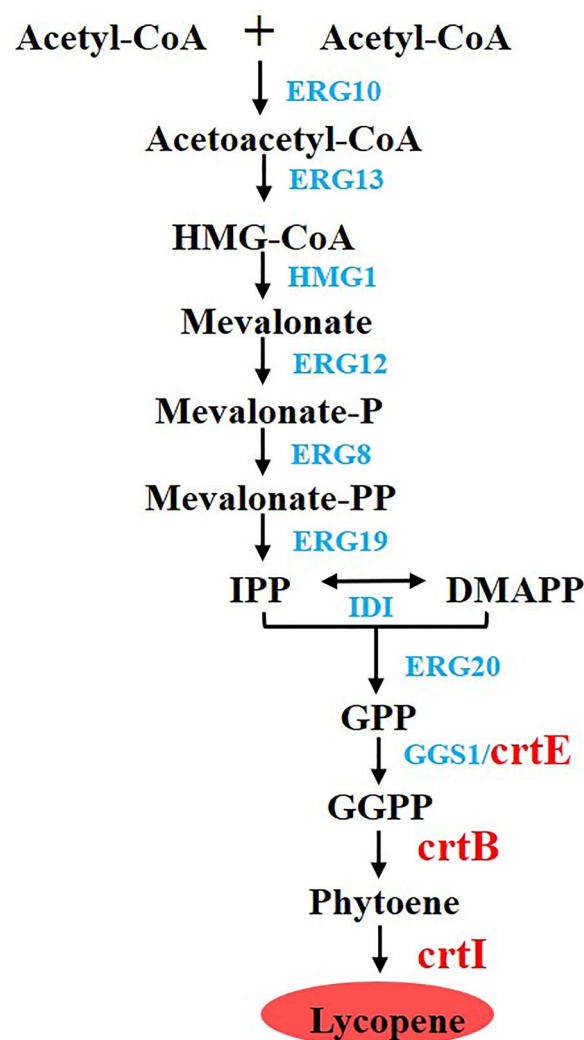 Acetyl-CoA + Acetyl-CoA
ERG10
Acetoacetyl-CoA
ERG13
HMG-CoA
HMG1
Mevalonate
ERG12
Mevalonate-P
ERG8
Mevalonate-PP
ERG19
IPP DMAPP
IDI
ERG20
GPP
GGS1/crtE
GGPP
crtB
Phytoene
crtI
Lycopene